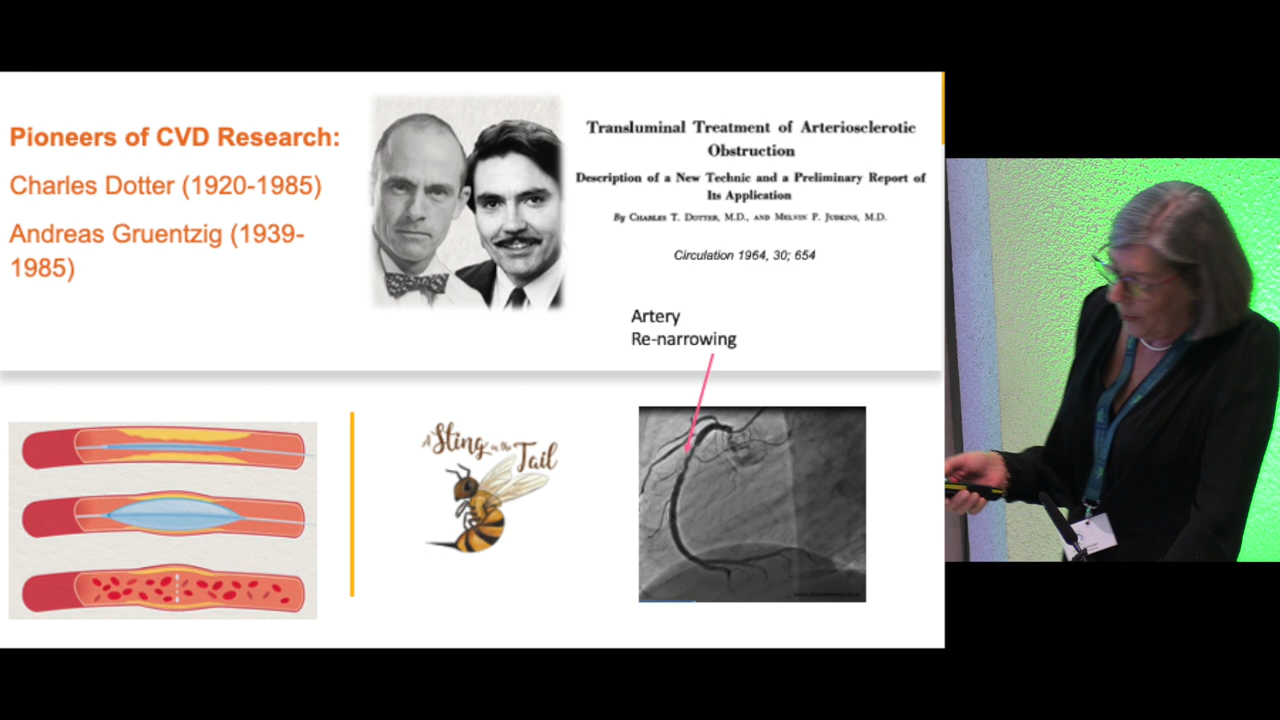 Pioneers of CVD Research:
Charles Dotter (1920-1985)
Andreas Gruentzig (1939-
1985)
Transluminal Treatment of Arteriosclerotic
Obstruction
Description of a New Technic and a Preliminary Report of
Its Application
By CHARLES T. DOTTER, M.D., AND MELVIN P. JUDKINS, M.D.
Circulation 1964, 30; 654
Artery
Re-narrowing
A Sting in the
Tail